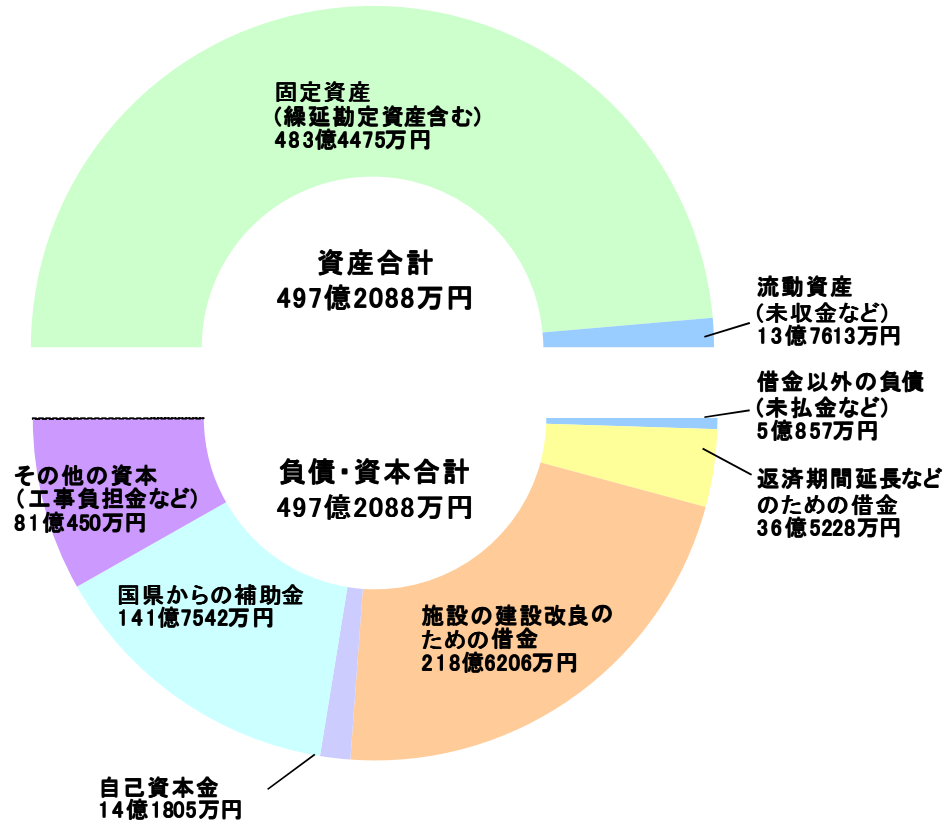 固定資産
(繰延勘定資産含む)
483億4475万円
資産合計
497億2088万円
流動資産
(未収金など)
13億7613万円
借金以外の負債
(未払金など)
5億857万円
返済期間延長など
のための借金
36億5228万円
負債・資本合計
497億2088万円
その他の資本
(工事負担金など)
81億450万円
国県からの補助金
141億7542万円
施設の建設改良の
ための借金
218億6206万円
自己資本金
14億1805万円